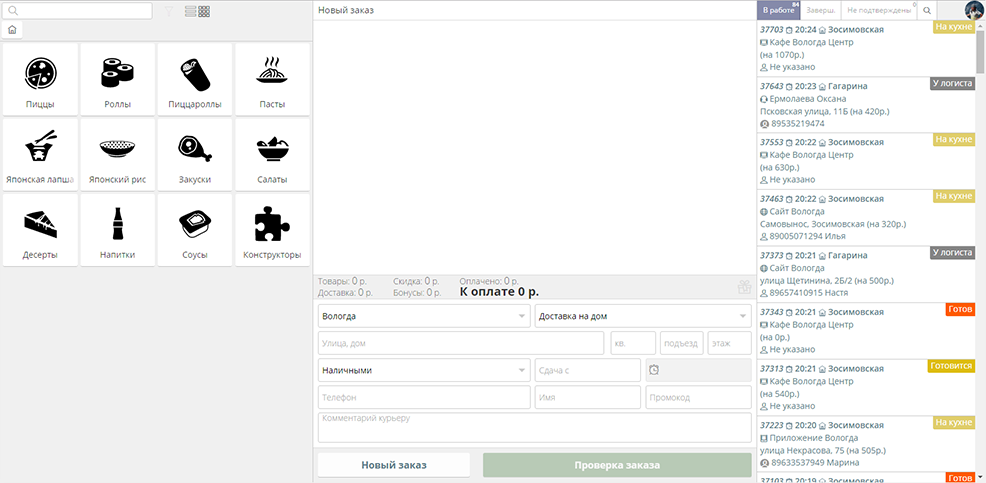 Пиццы
Роллы
Пиццароллы
Пасты
Японская лапша
Японский рис
Закуски
Салаты
Десерты
Напитки
Соусы
Конструкторы
Новый заказ
Товары: 0 р.
Скидка: 0 р.
Оплачено: 0 р.
Доставка: 0 р.
Бонусы: 0 р.
К оплате 0 р.
Вологда
Доставка на дом
Улица, дом
кв.
подъезд
этаж
Наличными
Сдача с
Телефон
Имя
Промокод
Комментарий курьеру
Новый заказ
Проверка заказа
В работе 84
Заверш.
Не подтверждены 0
37703 20:24 Зосимовская
На кухне
Кафе Вологда Центр
(на 1070р.)
Не указано
37643 20:23 Гагарина
У логиста
Ермолаева Оксана
Псковская улица, 11Б (на 420р.)
89535219474
37553 20:22 Зосимовская
На кухне
Кафе Вологда Центр
(на 630р.)
Не указано
37463 20:22 Зосимовская
На кухне
Сайт Вологда
Самовынос, Зосимовская (на 320р.)
89005071294 Илья
37373 20:21 Гагарина
У логиста
Сайт Вологда
улица Щетинина, 2Б/2 (на 500р.)
89657410915 Настя
37343 20:21 Зосимовская
Готов
Кафе Вологда Центр
(на 0р.)
Не указано
37313 20:21 Зосимовская
Готовится
Кафе Вологда Центр
(на 540р.)
Не указано
37223 20:20 Зосимовская
На кухне
Приложение Вологда
улица Некрасова, 75 (на 505р.)
89633537949 Марина
37103 20:19 Зосимовская
Готов